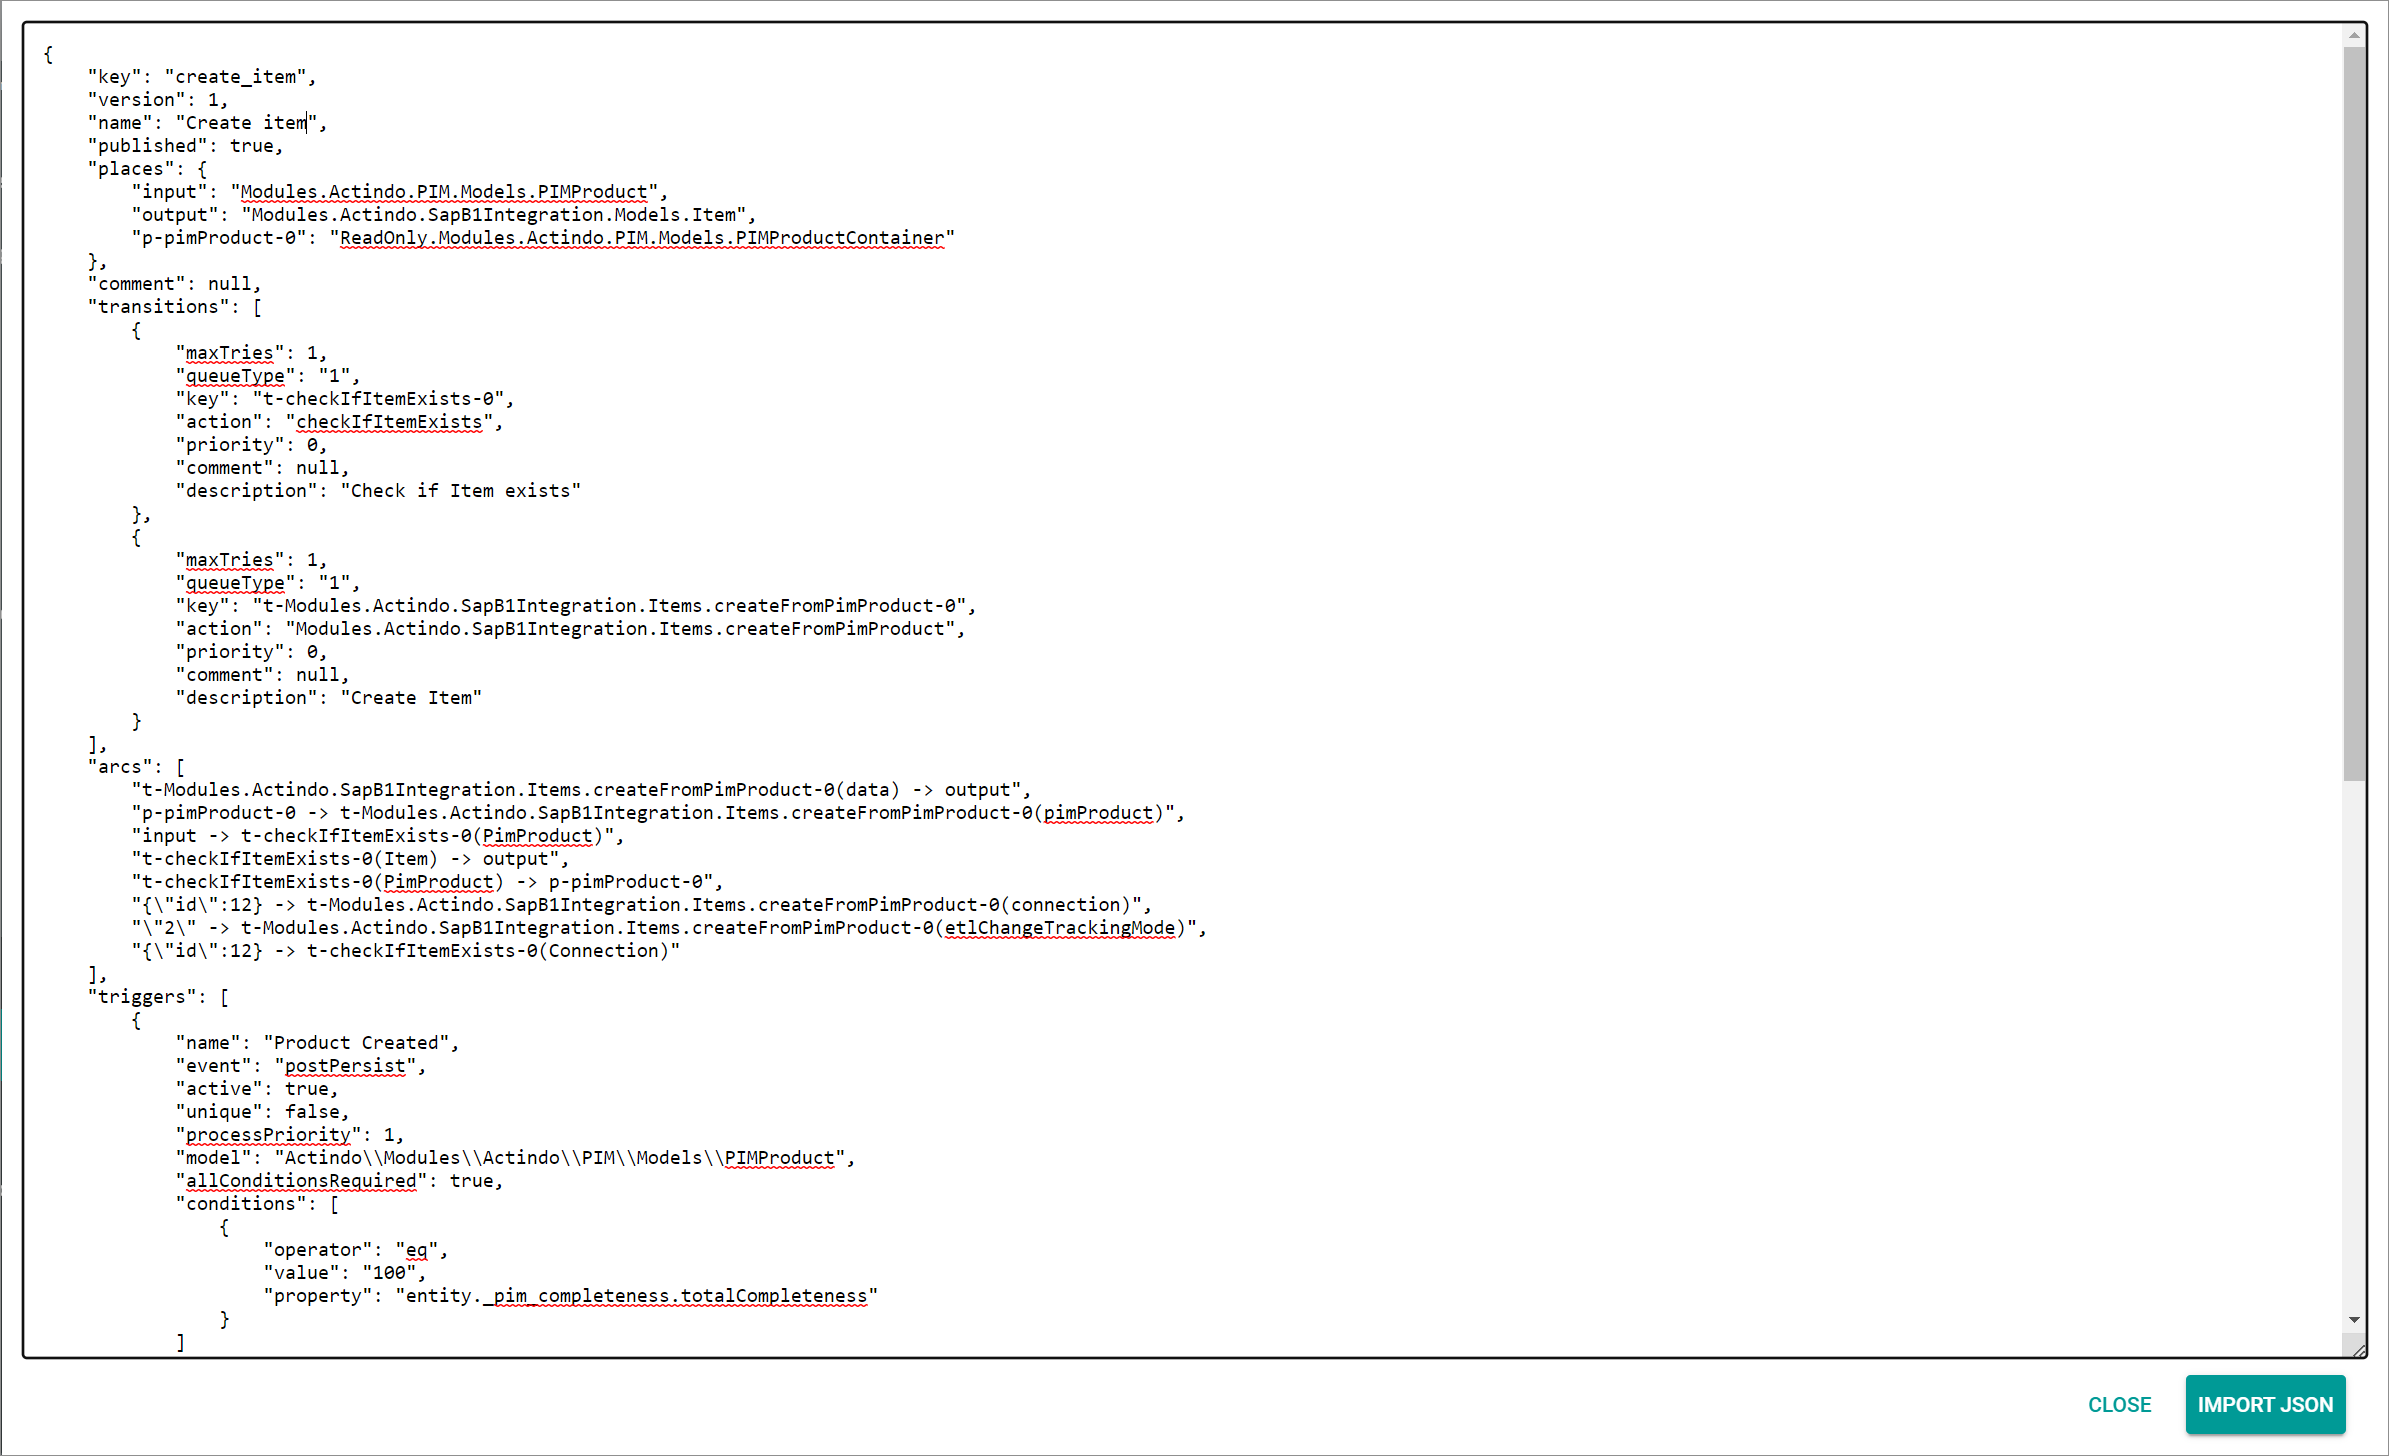 {
    "key": "create_item",
    "version": 1,
    "name": "Create item",
    "published": true,
    "places": {
        "input": "Modules.Actindo.PIM.Models.PIMProduct",
        "output": "Modules.Actindo.SapB1Integration.Models.Item",
        "p-pimProduct-0": "ReadOnly.Modules.Actindo.PIM.Models.PIMProductContainer"
    },
    "comment": null,
    "transitions": [
        {
            "maxTries": 1,
            "queueType": "1",
            "key": "t-checkIfItemExists-0",
            "action": "checkIfItemExists",
            "priority": 0,
            "comment": null,
            "description": "Check if Item exists"
        },
        {
            "maxTries": 1,
            "queueType": "1",
            "key": "t-Modules.Actindo.SapB1Integration.Items.createFromPimProduct-0",
            "action": "Modules.Actindo.SapB1Integration.Items.createFromPimProduct",
            "priority": 0,
            "comment": null,
            "description": "Create Item"
        }
    ],
    "arcs": [
        "t-Modules.Actindo.SapB1Integration.Items.createFromPimProduct-0(data) -> output",
        "p-pimProduct-0 -> t-Modules.Actindo.SapB1Integration.Items.createFromPimProduct-0(pimProduct)",
        "input -> t-checkIfItemExists-0(PimProduct)",
        "t-checkIfItemExists-0(Item) -> output",
        "t-checkIfItemExists-0(PimProduct) -> p-pimProduct-0",
        "{\"id\":12} -> t-Modules.Actindo.SapB1Integration.Items.createFromPimProduct-0(connection)",
        "\"2\" -> t-Modules.Actindo.SapB1Integration.Items.createFromPimProduct-0(etlChangeTrackingMode)",
        "{\"id\":12} -> t-checkIfItemExists-0(Connection)"
    ],
    "triggers": [
        {
            "name": "Product Created",
            "event": "postPersist",
            "active": true,
            "unique": false,
            "processPriority": 1,
            "model": "Actindo\\Modules\\Actindo\\PIM\\Models\\PIMProduct",
            "allConditionsRequired": true,
            "conditions": [
                {
                    "operator": "eq",
                    "value": "100",
                    "property": "entity._pim_completeness.totalCompleteness"
                }
            ]
CLOSE
IMPORT JSON